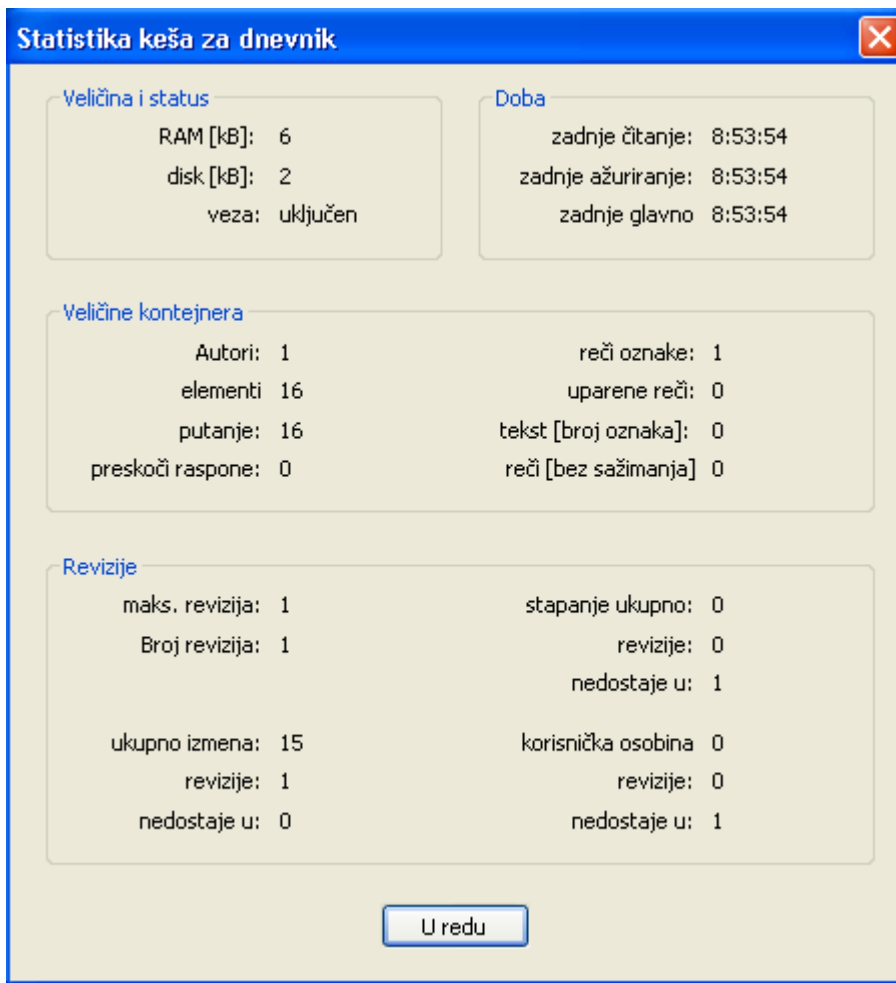 Statistika keša za dnevnik
Veličina i status
RAM [kB]: 6
disk [kB]: 2
veza: uključen
Doba
zadnje čitanje: 8:53:54
zadnje ažuriranje: 8:53:54
zadnje glavno 8:53:54
Veličine kontejnera
Autori: 1
elementi 16
putanje: 16
preskoči raspone: 0
reči oznake: 1
uparene reči: 0
tekst [broj oznaka]: 0
reči [bez sažimanja] 0
Revizije
maks. revizija: 1
Broj revizija: 1
ukupno izmena: 15
revizije: 1
nedostaje u: 0
stapanje ukupno: 0
revizije: 0
nedostaje u: 1
korisnička osobina 0
revizije: 0
nedostaje u: 1
U redu